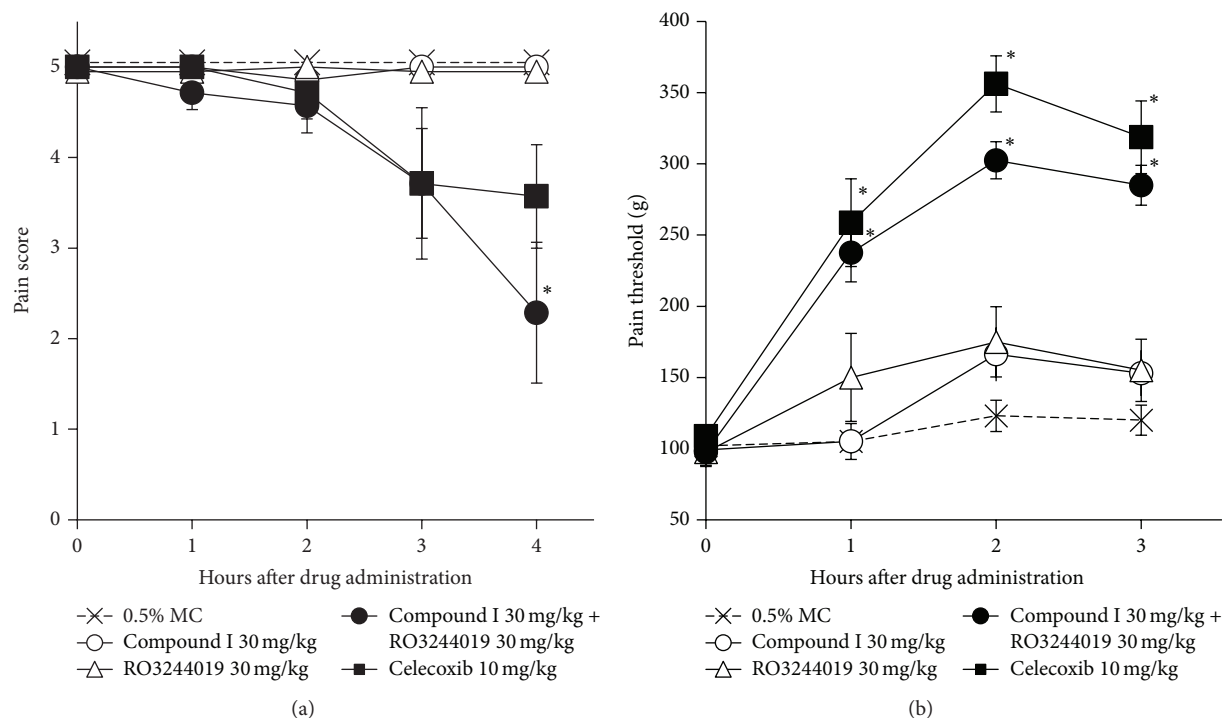 5
4
3
2
1
0
Pain score
0 1 2 3 4
Hours after drug administration
*
0.5% MC
Compound I 30 mg/kg
RO3244019 30 mg/kg
Compound I 30 mg/kg +
RO3244019 30 mg/kg
Celecoxib 10 mg/kg
(a)
400
350
300
250
200
150
100
50
Pain threshold (g)
0 1 2 3
Hours after drug administration
*
*
*
*
*
*
0.5% MC
Compound I 30 mg/kg
RO3244019 30 mg/kg
Compound I 30 mg/kg +
RO3244019 30 mg/kg
Celecoxib 10 mg/kg
(b)